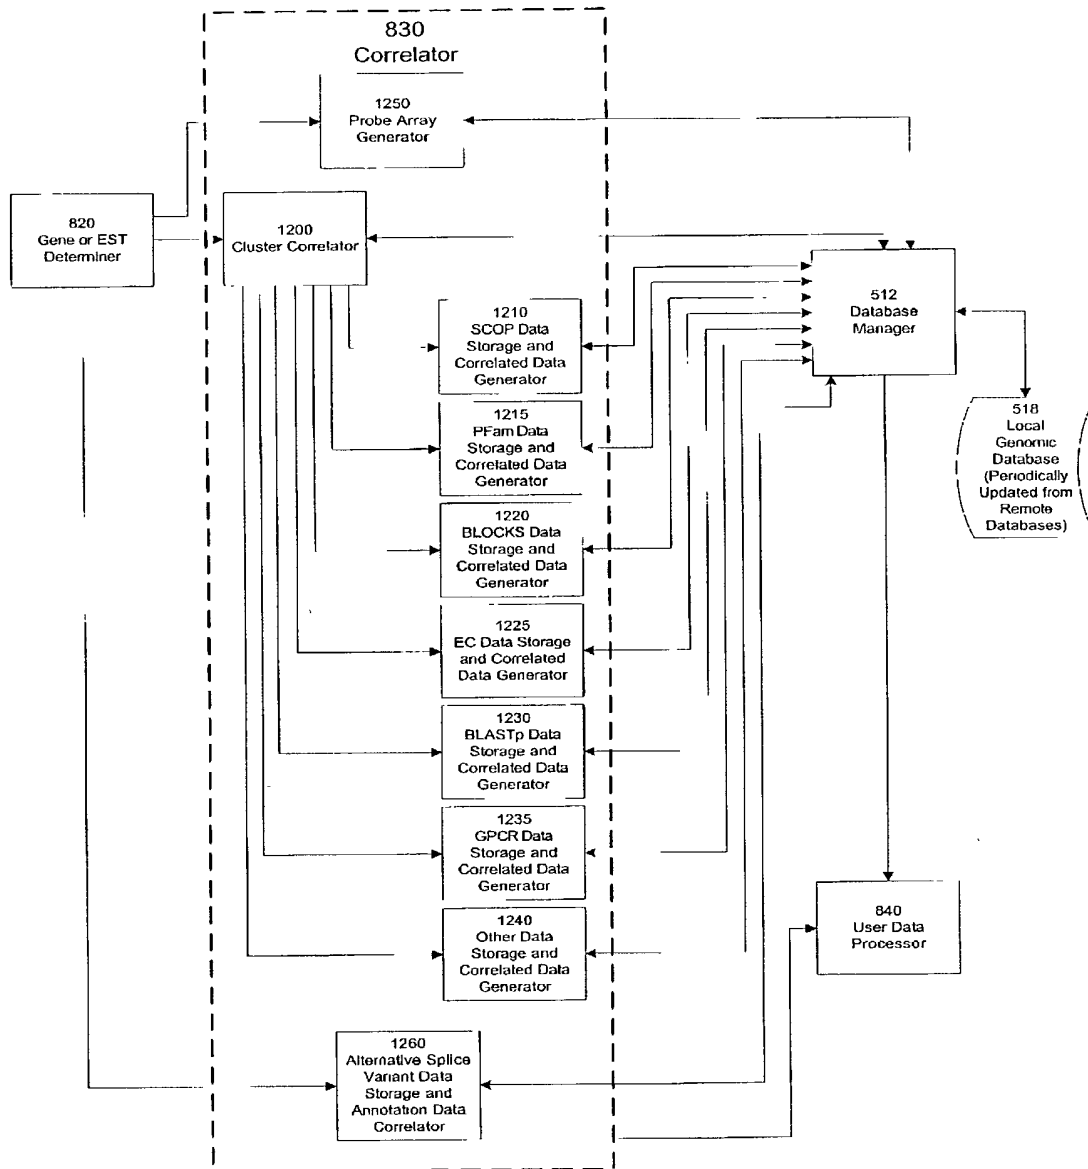 830
Correlator
1250
Probe Array
Generator
820
Gene or EST
Determiner
1200
Cluster Correlator
512
Database
Manager
1210
SCOP Data
Storage and
Correlated Data
Generator
518
Local
Genomic
Database
(Periodically
Updated from
Remote
Databases)
1215
PFam Data
Storage and
Correlated Data
Generator
1220
BLOCKS Data
Storage and
Correlated Data
Generator
1225
EC Data Storage
and Correlated
Data Generator
1230
BLASTp Data
Storage and
Correlated Data
Generator
1235
GPCR Data
Storage and
Correlated Data
Generator
840
User Data
Processor
1240
Other Data
Storage and
Correlated Data
Generator
1260
Alternative Splice
Variant Data
Storage and
Annotation Data
Correlator